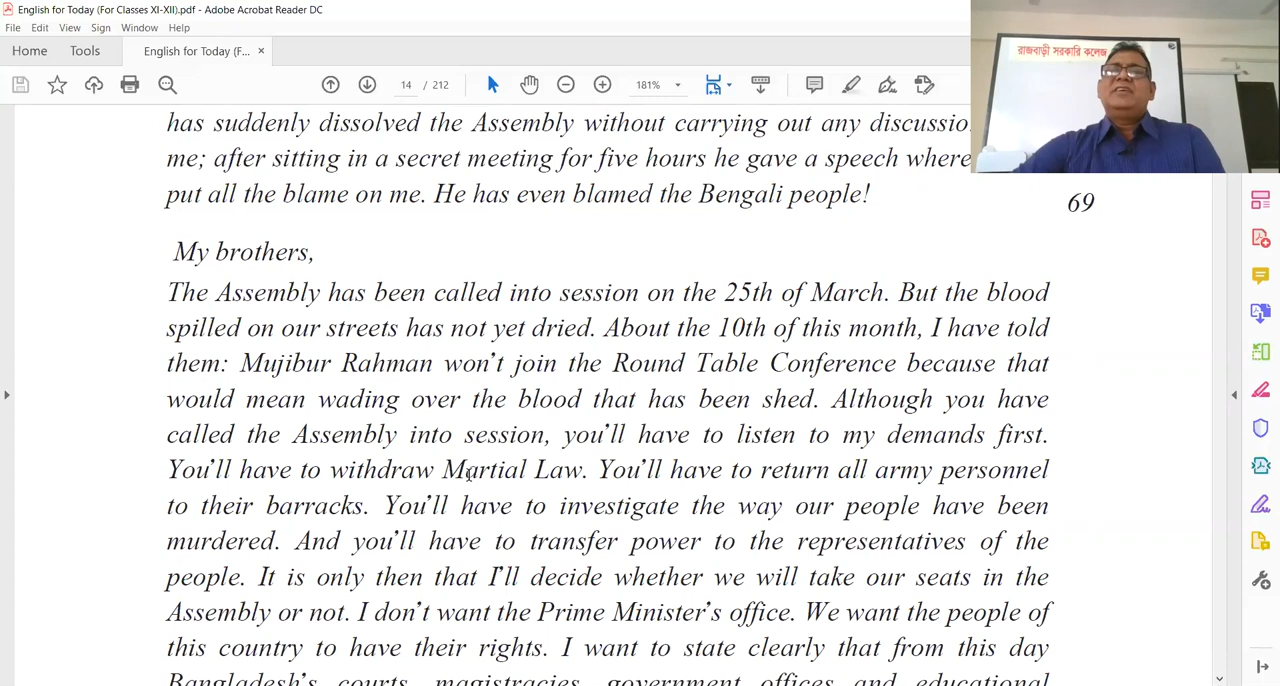 English for Today (For Classes XI-XII).pdf - Adobe Acrobat Reader DC
File Edit View Sign Window Help
Home Tools English for Today (F... ×
14 / 212 181%
রাজবাড়ী সরকারি কলেজ
has suddenly dissolved the Assembly without carrying out any
me; after sitting in a secret meeting for five hours he gave a speech where
put all the blame on me. He has even blamed the Bengali people!
69
My brothers,
The Assembly has been called into session on the 25th of March. But the blood
spilled on our streets has not yet dried. About the 10th of this month, I have told
them: Mujibur Rahman won't join the Round Table Conference because that
would mean wading over the blood that has been shed. Although you have
called the Assembly into session, you'll have to listen to my demands first.
You'll have to withdraw Martial Law. You'll have to return all army personnel
to their barracks. You'll have to investigate the way our people have been
murdered. And you'll have to transfer power to the representatives of the
people. It is only then that I'll decide whether we will take our seats in the
Assembly or not. I don't want the Prime Minister's office. We want the people of
this country to have their rights. I want to state clearly that from this day
Bangladesh's courts, magistracies, government offices and educational